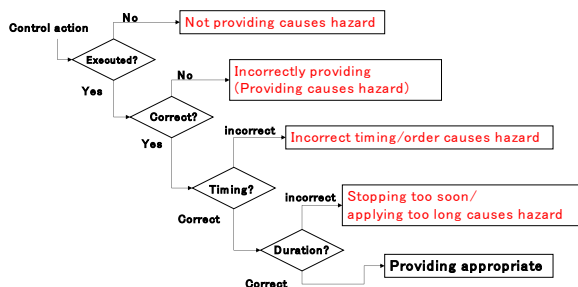 No
Not providing causes hazard
Control action
Executed?
No
Incorrectly providing
(Providing causes hazard)
Yes
Correct?
incorrect
Incorrect timing/order causes hazard
Yes
Timing?
incorrect
Stopping too soon/
applying too long causes hazard
Correct
Duration?
Providing appropriate
Correct